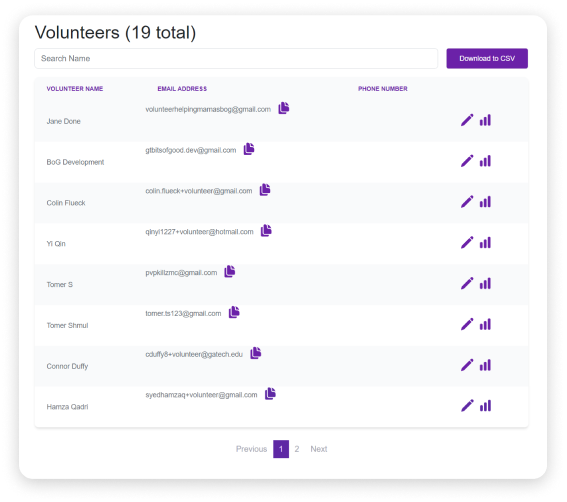 Volunteers (19 total)
Search Name
Download to CSV
VOLUNTEER NAME EMAIL ADDRESS PHONE NUMBER
volunteerhelpingmamasbog@gmail.com
Jane Done
gtbitsofgood.dev@gmail.com
BoG Development
colin.flueck+volunteer@gmail.com
Colin Flueck
qinyi1227+volunteer@hotmail.com
Yi Qin
pvpkillzmc@gmail.com
Tomer S
tomer.ts123@gmail.com
Tomer Shmul
cduffy8+volunteer@gatech.edu
Connor Duffy
syedhamzaq+volunteer@gmail.com
Hamza Qadri
Previous 1 2 Next